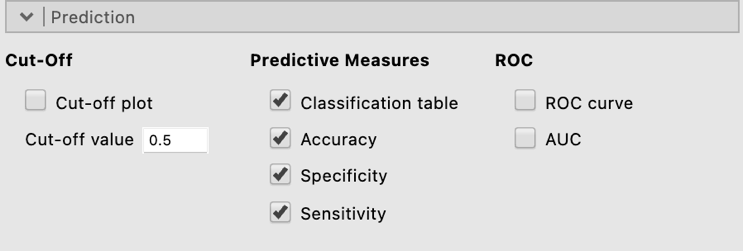 Prediction
Cut-Off
Predictive Measures
ROC
Cut-off plot
Classification table
ROC curve
Cut-off value 0.5
Accuracy
AUC
Specificity
Sensitivity